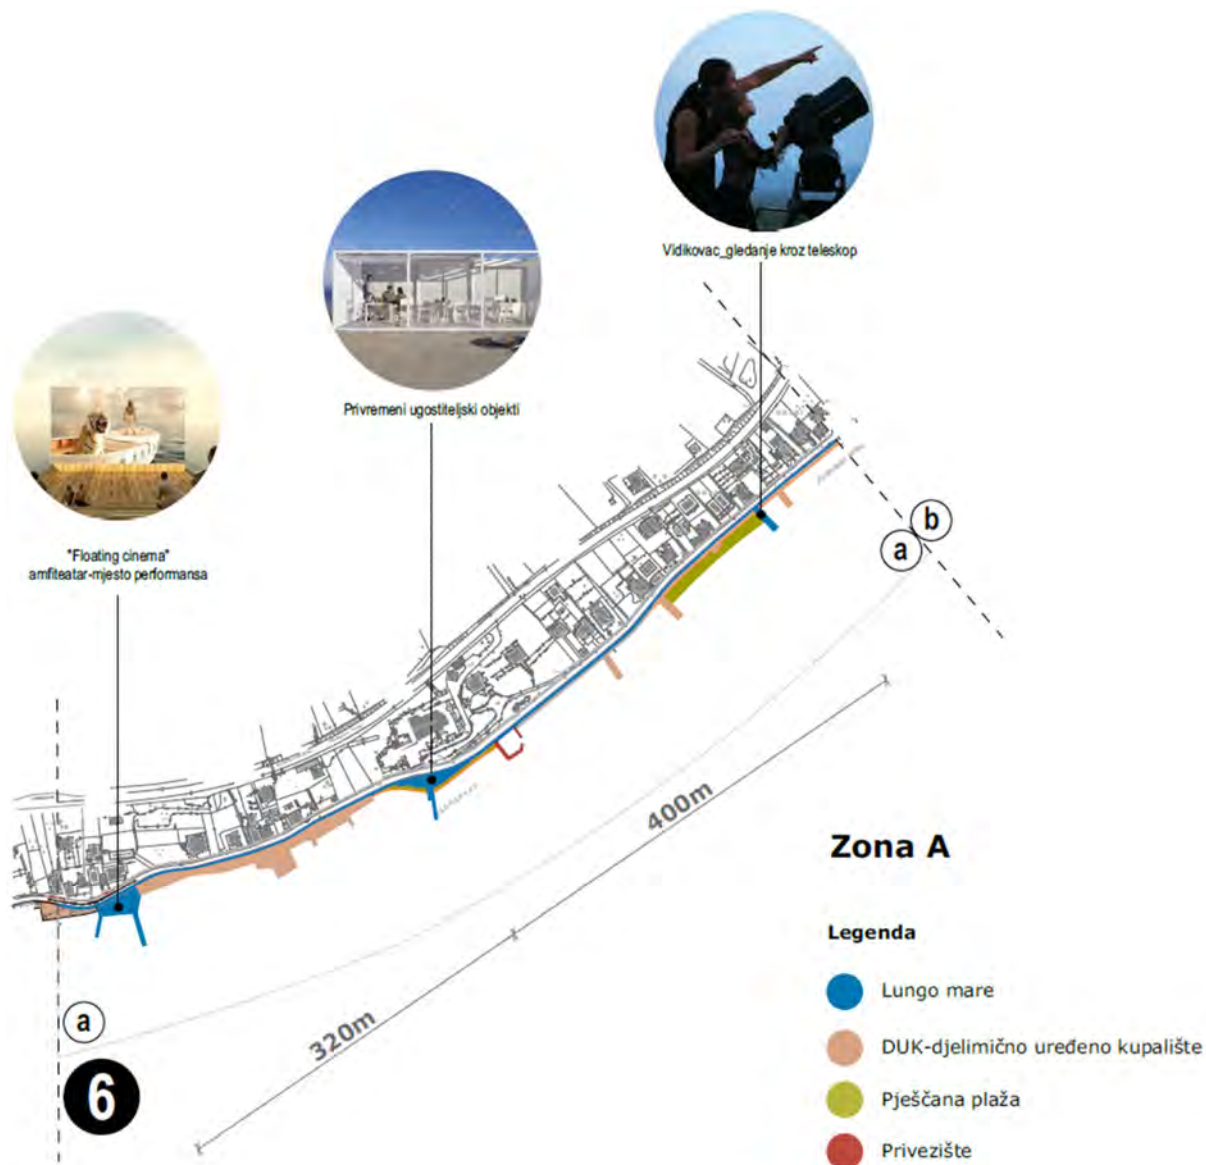 Vidikovac_gledanje kroz teleskop
Privremeni ugostiteljski objekti
"Floating cinema"
amfiteatar-mjesto performansa
b
a
400m
320m
a
6
Zona A
Legenda
Lungo mare
DUK-djelimično uređeno kupalište
Pješčana plaža
Privezište